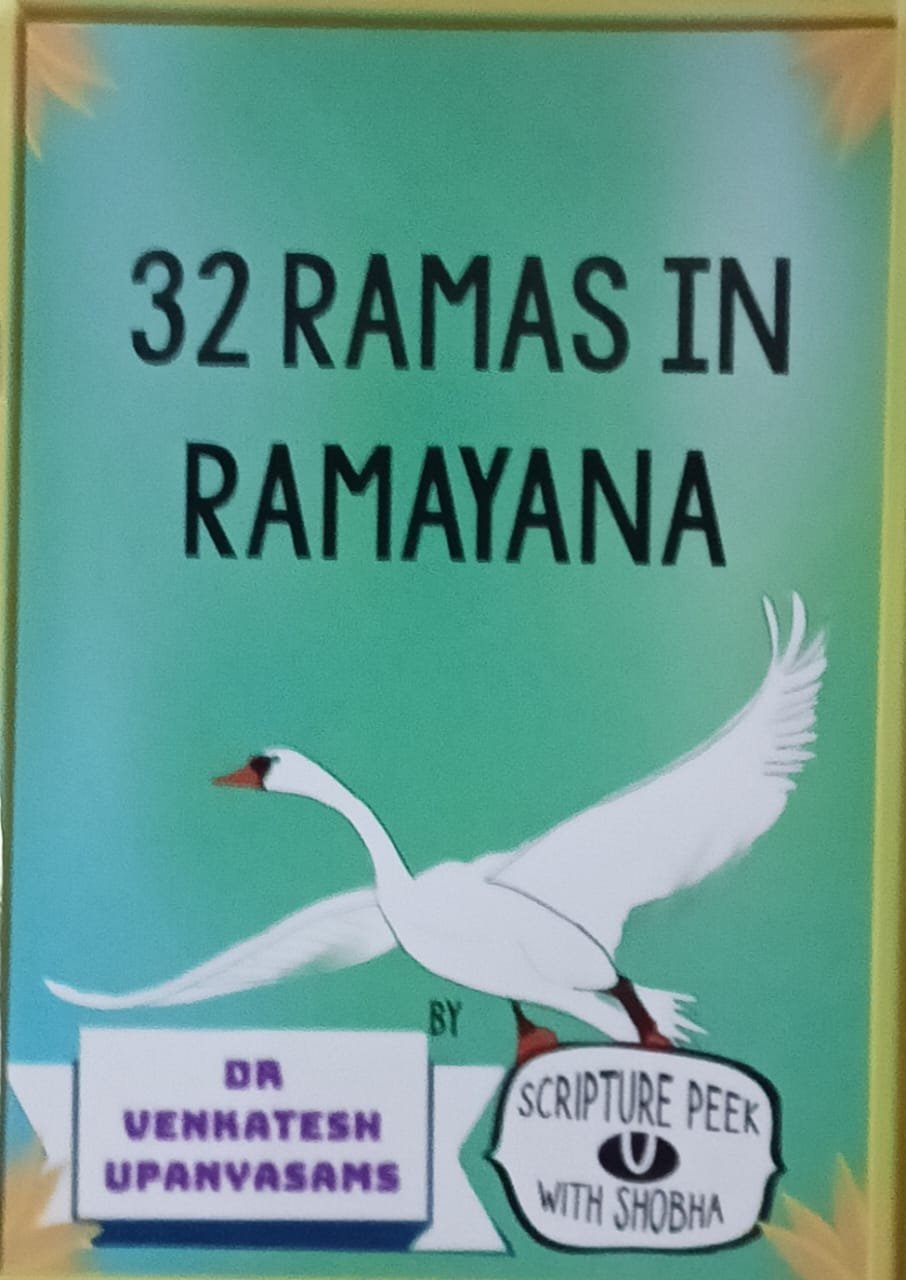 32 RAMAS IN
RAMAYANA
BY
DR
VENKATESH
UPANYASAMS
SCRIPTURE PEEK
WITH SHOBHA